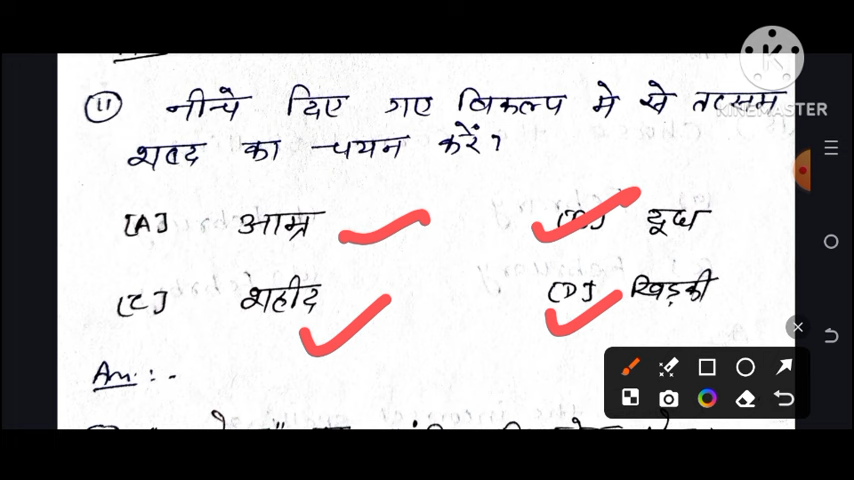 K
KINEMASTER
11 नीचे दिए गए विकल्प मे से तत्सम
शब्द का चयन करें?
[A] आम्र [B] दूध
[C] शहीद [D] खिड़की
Ans:-